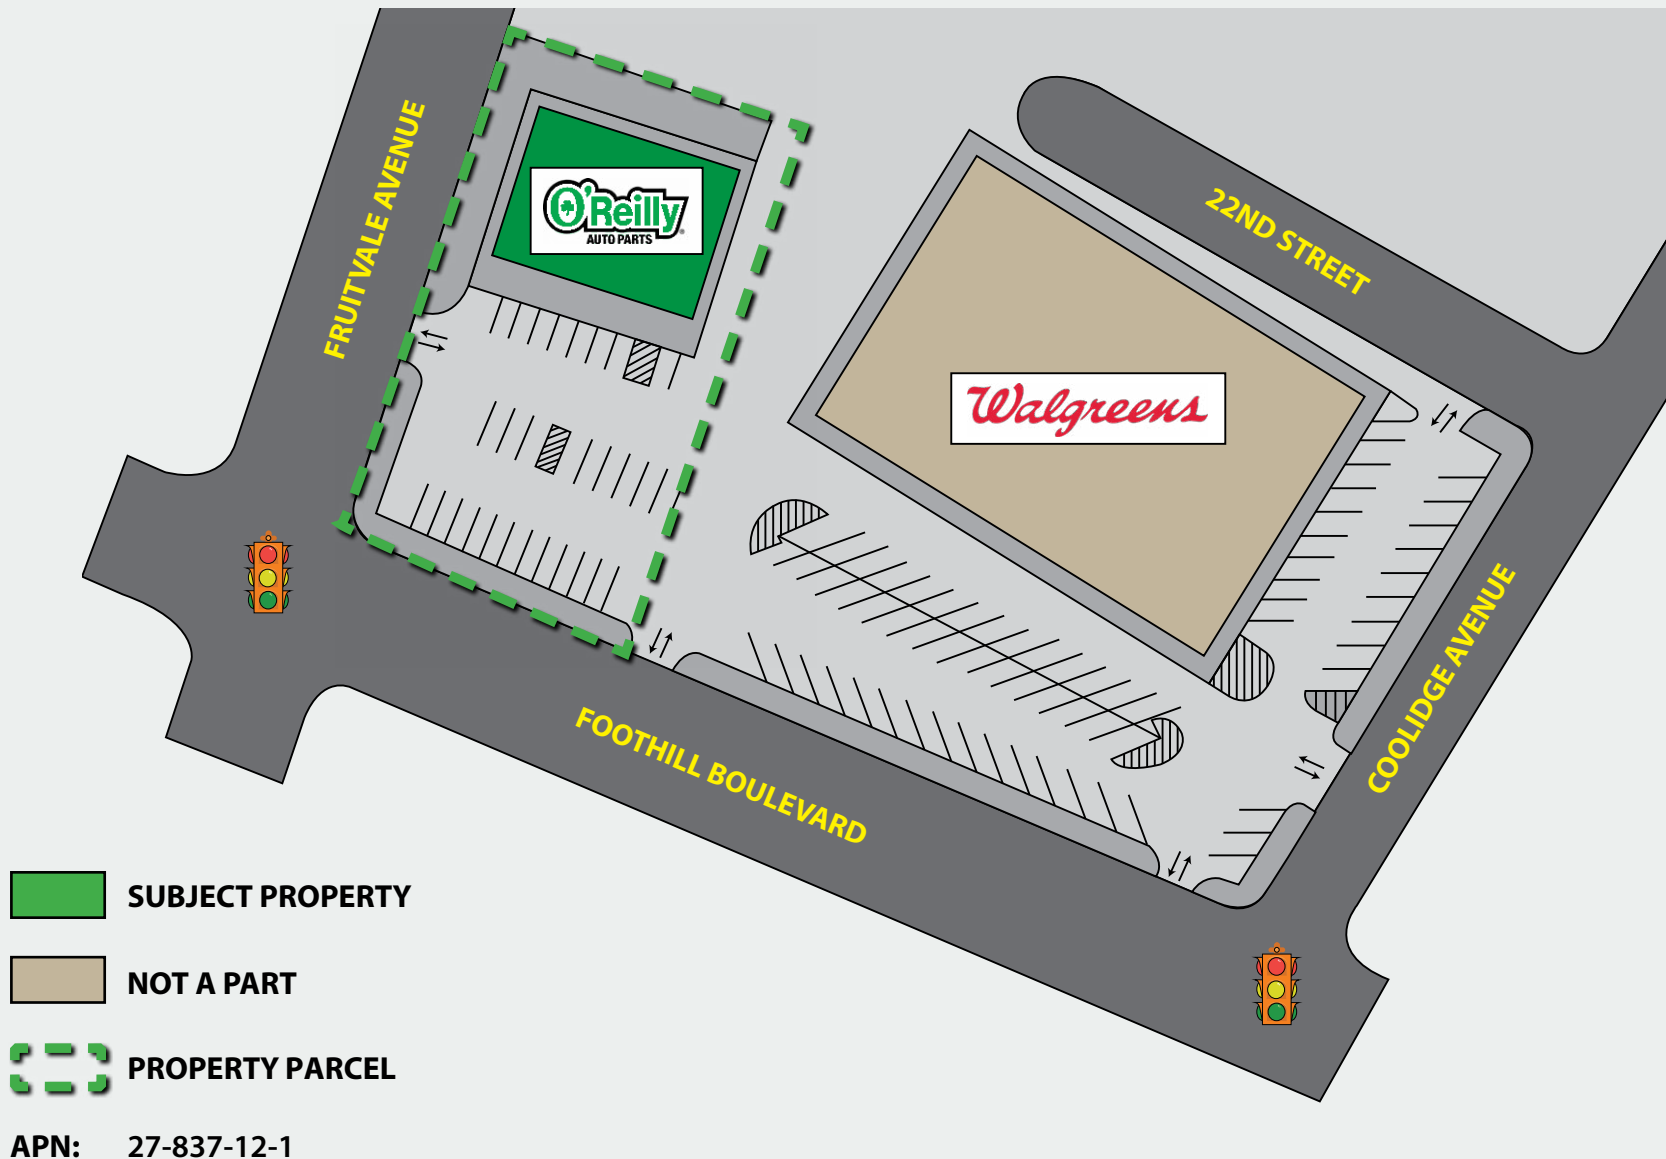 FRUITVALE AVENUE
O'Reilly®
AUTO PARTS
22ND STREET
Walgreens
COOLIDGE AVENUE
FOOTHILL BOULEVARD
SUBJECT PROPERTY
NOT A PART
PROPERTY PARCEL
APN: 27-837-12-1